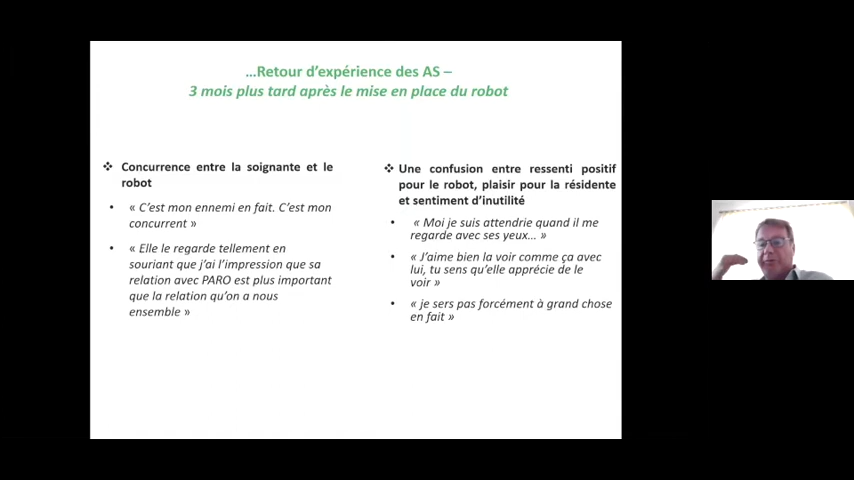 …Retour d'expérience des AS –
3 mois plus tard après le mise en place du robot
❖ Concurrence entre la soignante et le
robot
• « C'est mon ennemi en fait. C'est mon
concurrent »
• « Elle le regarde tellement en
souriant que j'ai l'impression que sa
relation avec PARO est plus important
que la relation qu'on a nous
ensemble »
❖ Une confusion entre ressenti positif
pour le robot, plaisir pour la résidente
et sentiment d'inutilité
• « Moi je suis attendrie quand il me
regarde avec ses yeux… »
• « J'aime bien la voir comme ça avec
lui, tu sens qu'elle apprécie de le
voir »
• « je sers pas forcément à grand chose
en fait »